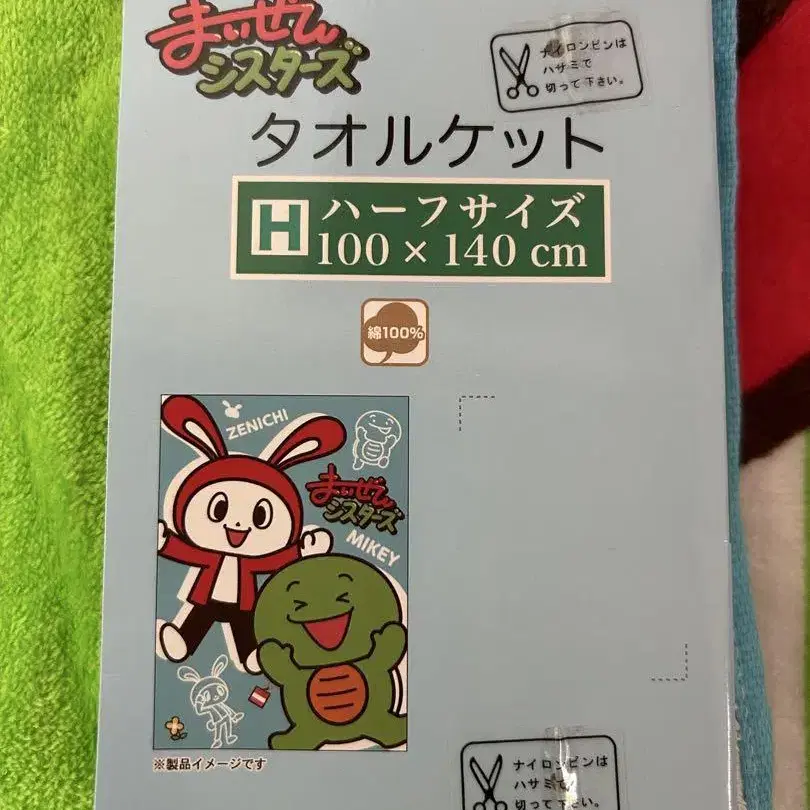 まいぜん
シスターズ
ナイロンピンは
ハサミで
切って下さい。
タオルケット
H ハーフサイズ
100 × 140 cm
綿100%
ZENICHI
まいぜん
シスターズ
MIKEY
※製品イメージです
ナイロンピンは
ハサミで
切って下さい。